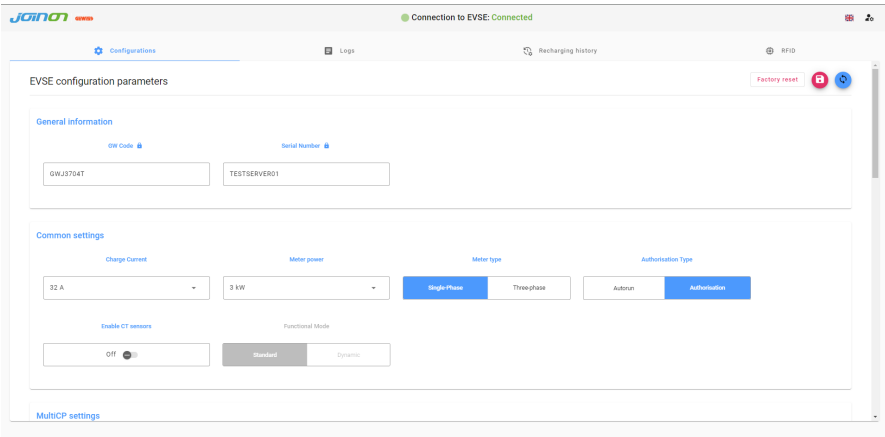 JOINON GEWISS Connection to EVSE: Connected
Configurations Logs Recharging history RFID
EVSE configuration parameters Factory reset
General information
GW Code Serial Number
GWJ3704T TESTSERVER01
Common settings
Charge Current Meter power Meter type Authorisation Type
32 A 3 kW Single-Phase Three-phase Autorun Authorisation
Enable CT sensors Functional Mode
Off Standard Dynamic
MultiCP settings